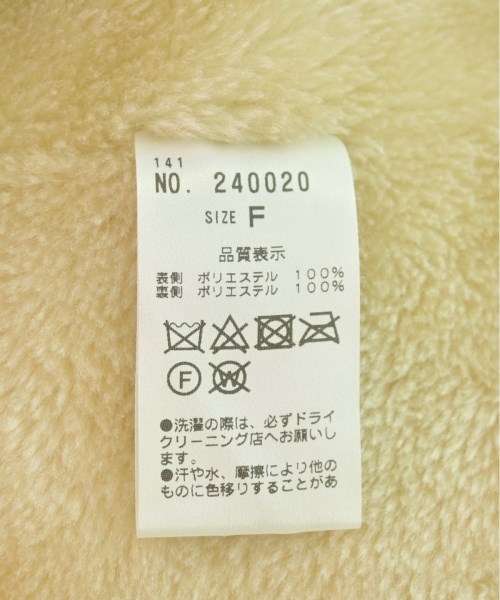 141
NO. 240020
SIZE F
品質表示
表側 ポリエステル 100%
裏側 ポリエステル 100%
F W
●洗濯の際は、必ずドライ
クリーニング店へお願いし
ます。
●汗や水、摩擦により他の
ものに色移りすることがあ